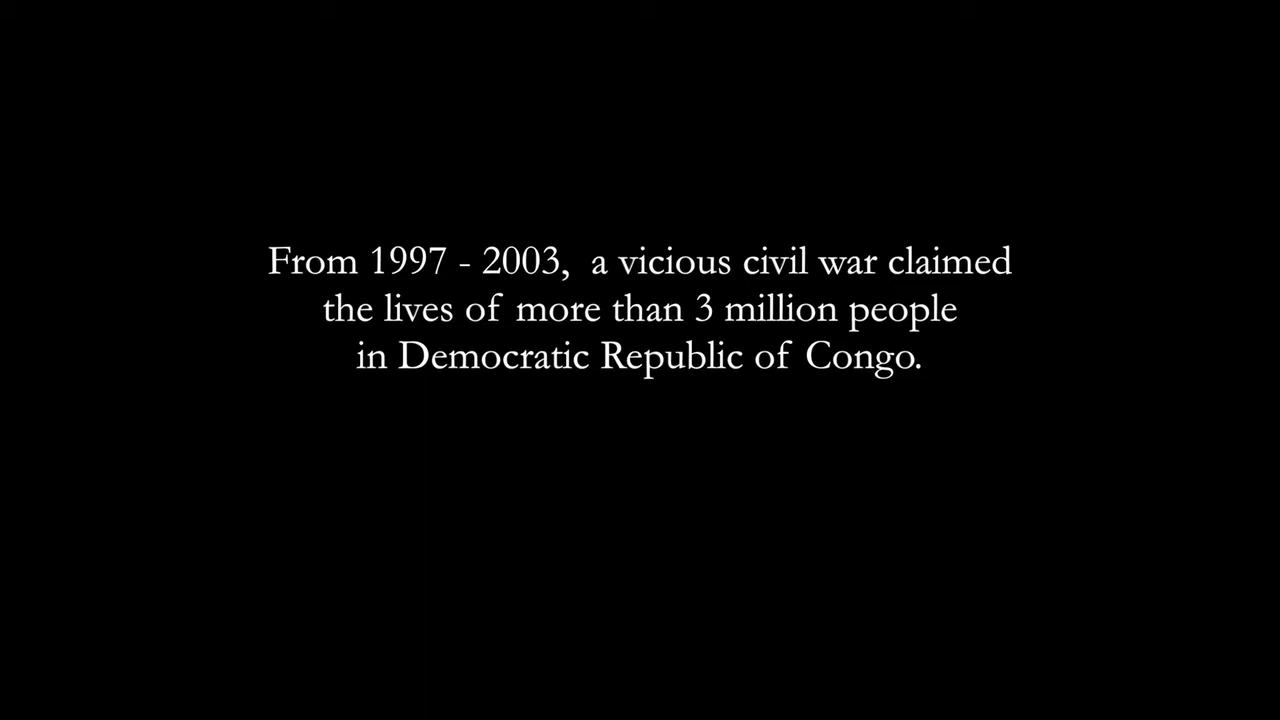 From 1997 - 2003,  a vicious civil war claimed
the lives of more than 3 million people
in Democratic Republic of Congo.